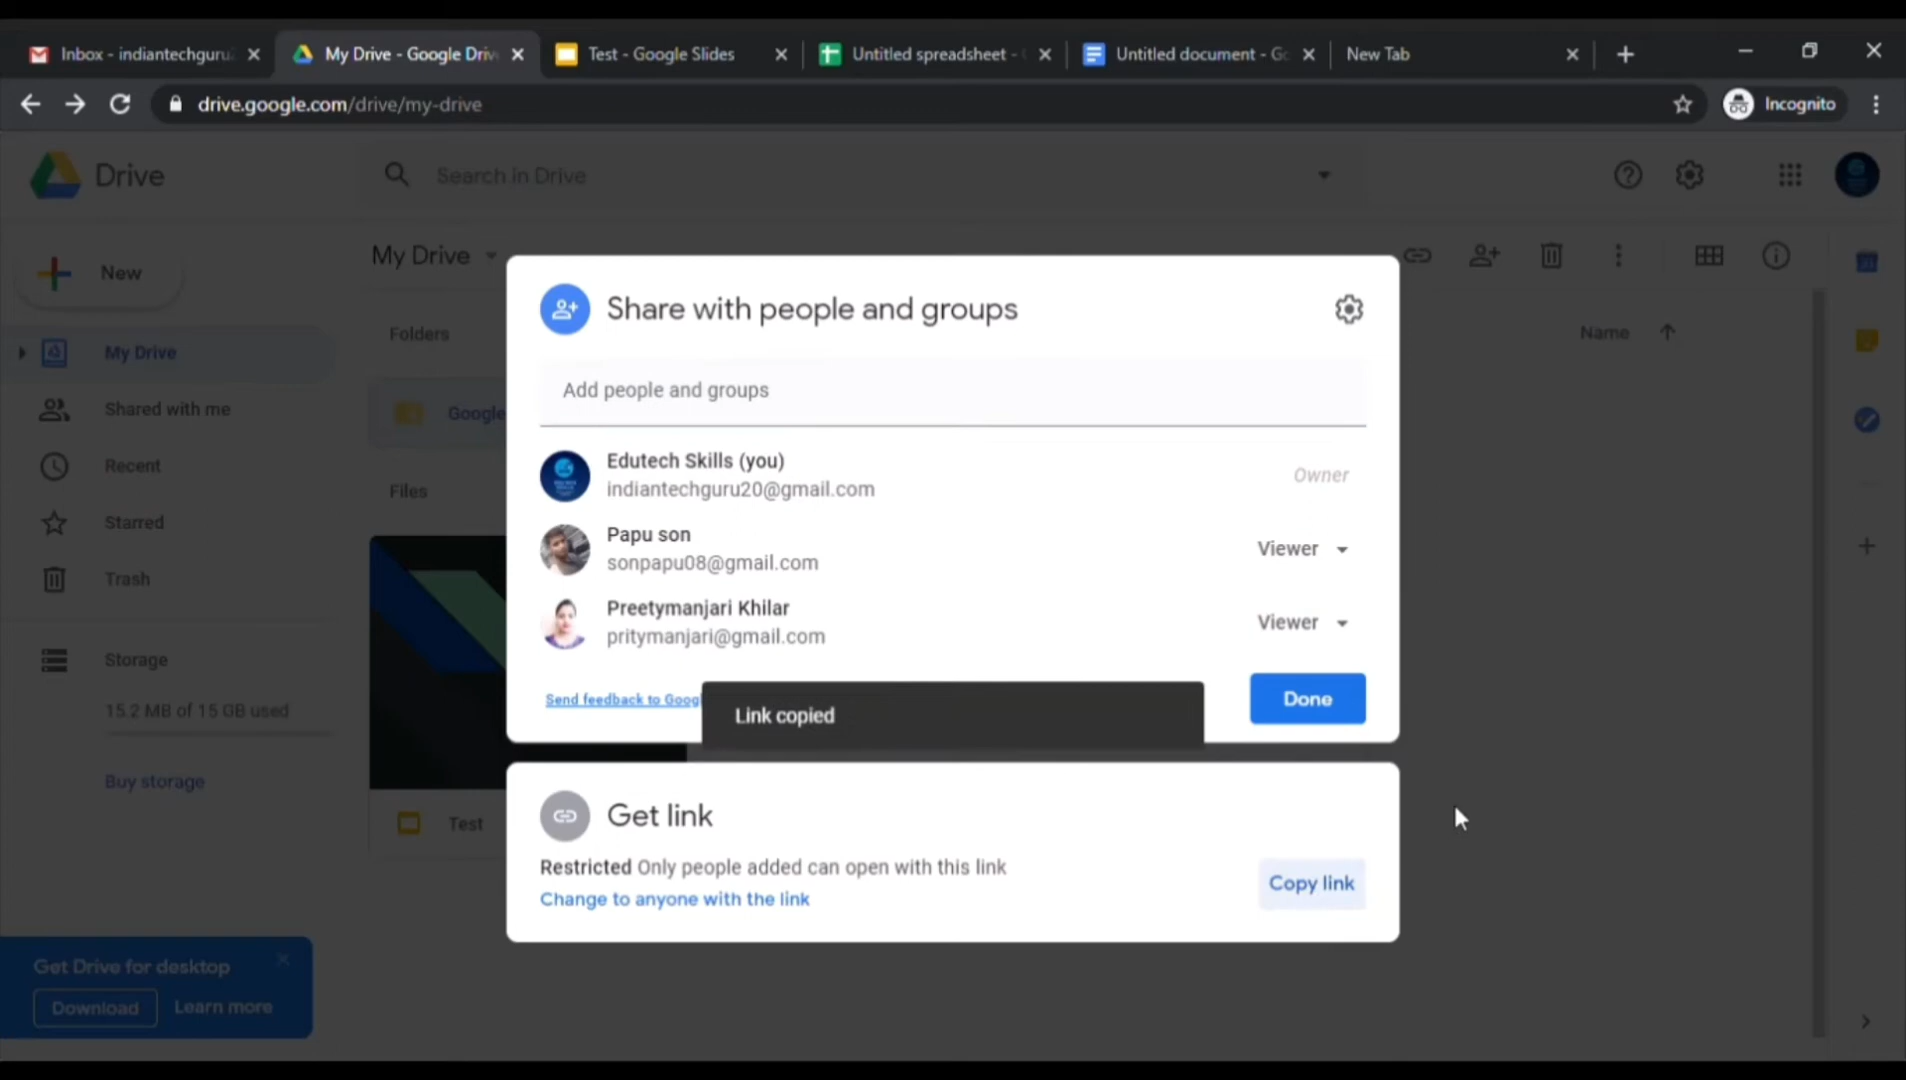 Inbox - indiantechguru
My Drive - Google Driv
Test - Google Slides
Untitled spreadsheet -
Untitled document - Go
New Tab
drive.google.com/drive/my-drive
Incognito
Drive
Search in Drive
New
My Drive
My Drive
Shared with me
Recent
Starred
Trash
Storage
15.2 MB of 15 GB used
Buy storage
Get Drive for desktop
Download
Learn more
Folders
Name
Google
Files
Test
Share with people and groups
Add people and groups
Edutech Skills (you)
indiantechguru20@gmail.com
Owner
Papu son
sonpapu08@gmail.com
Viewer
Preetymanjari Khilar
pritymanjari@gmail.com
Viewer
Send feedback to Googl
Link copied
Done
Get link
Restricted Only people added can open with this link
Change to anyone with the link
Copy link